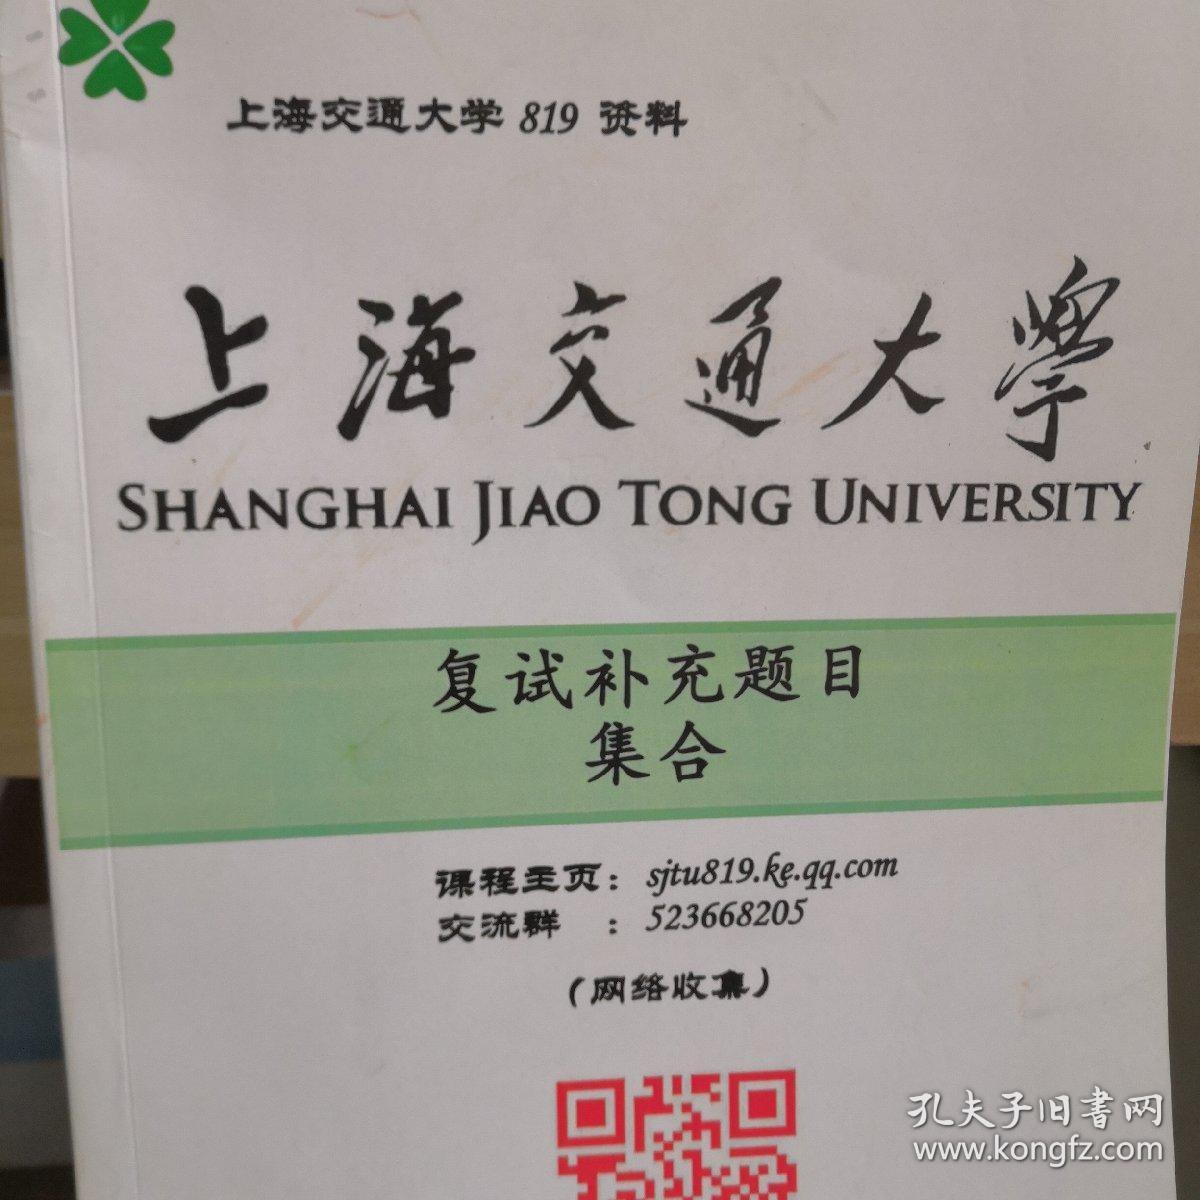 上海交通大学 819 资料
上海交通大學
SHANGHAI JIAO TONG UNIVERSITY
复试补充题目
集合
课程主页：sjtu819.ke.qq.com
交流群 ：523668205
（网络收集）
孔夫子旧书网
www.kongfz.com